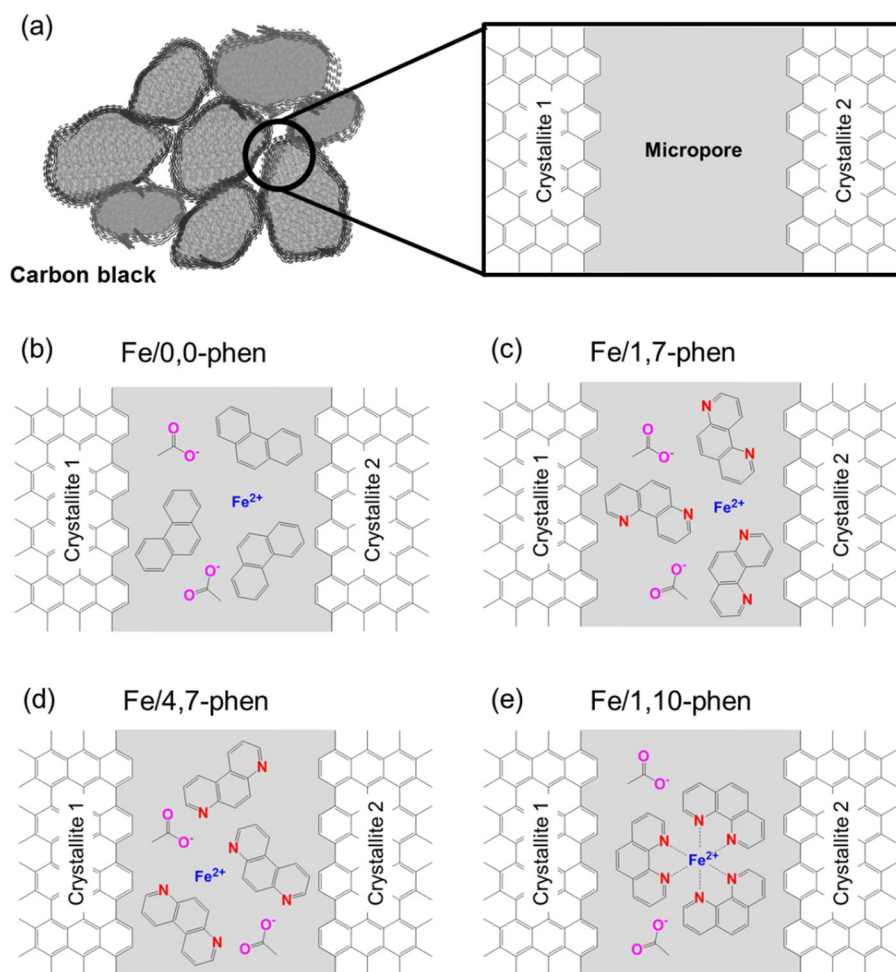 (a)
Carbon black
Crystallite 1
Micropore
Crystallite 2
(b)
Fe/0,0-phen
Crystallite 1
O
O-
Fe2+
O-
O
Crystallite 2
(c)
Fe/1,7-phen
Crystallite 1
O
O-
N
N
Fe2+
N
N
N
O-
O
N
Crystallite 2
(d)
Fe/4,7-phen
Crystallite 1
N
N
O
O-
N
Fe2+
N
N
N
O-
O
Crystallite 2
(e)
Fe/1,10-phen
Crystallite 1
O
O-
N
N
N
Fe2+
N
N
N
O-
O
Crystallite 2